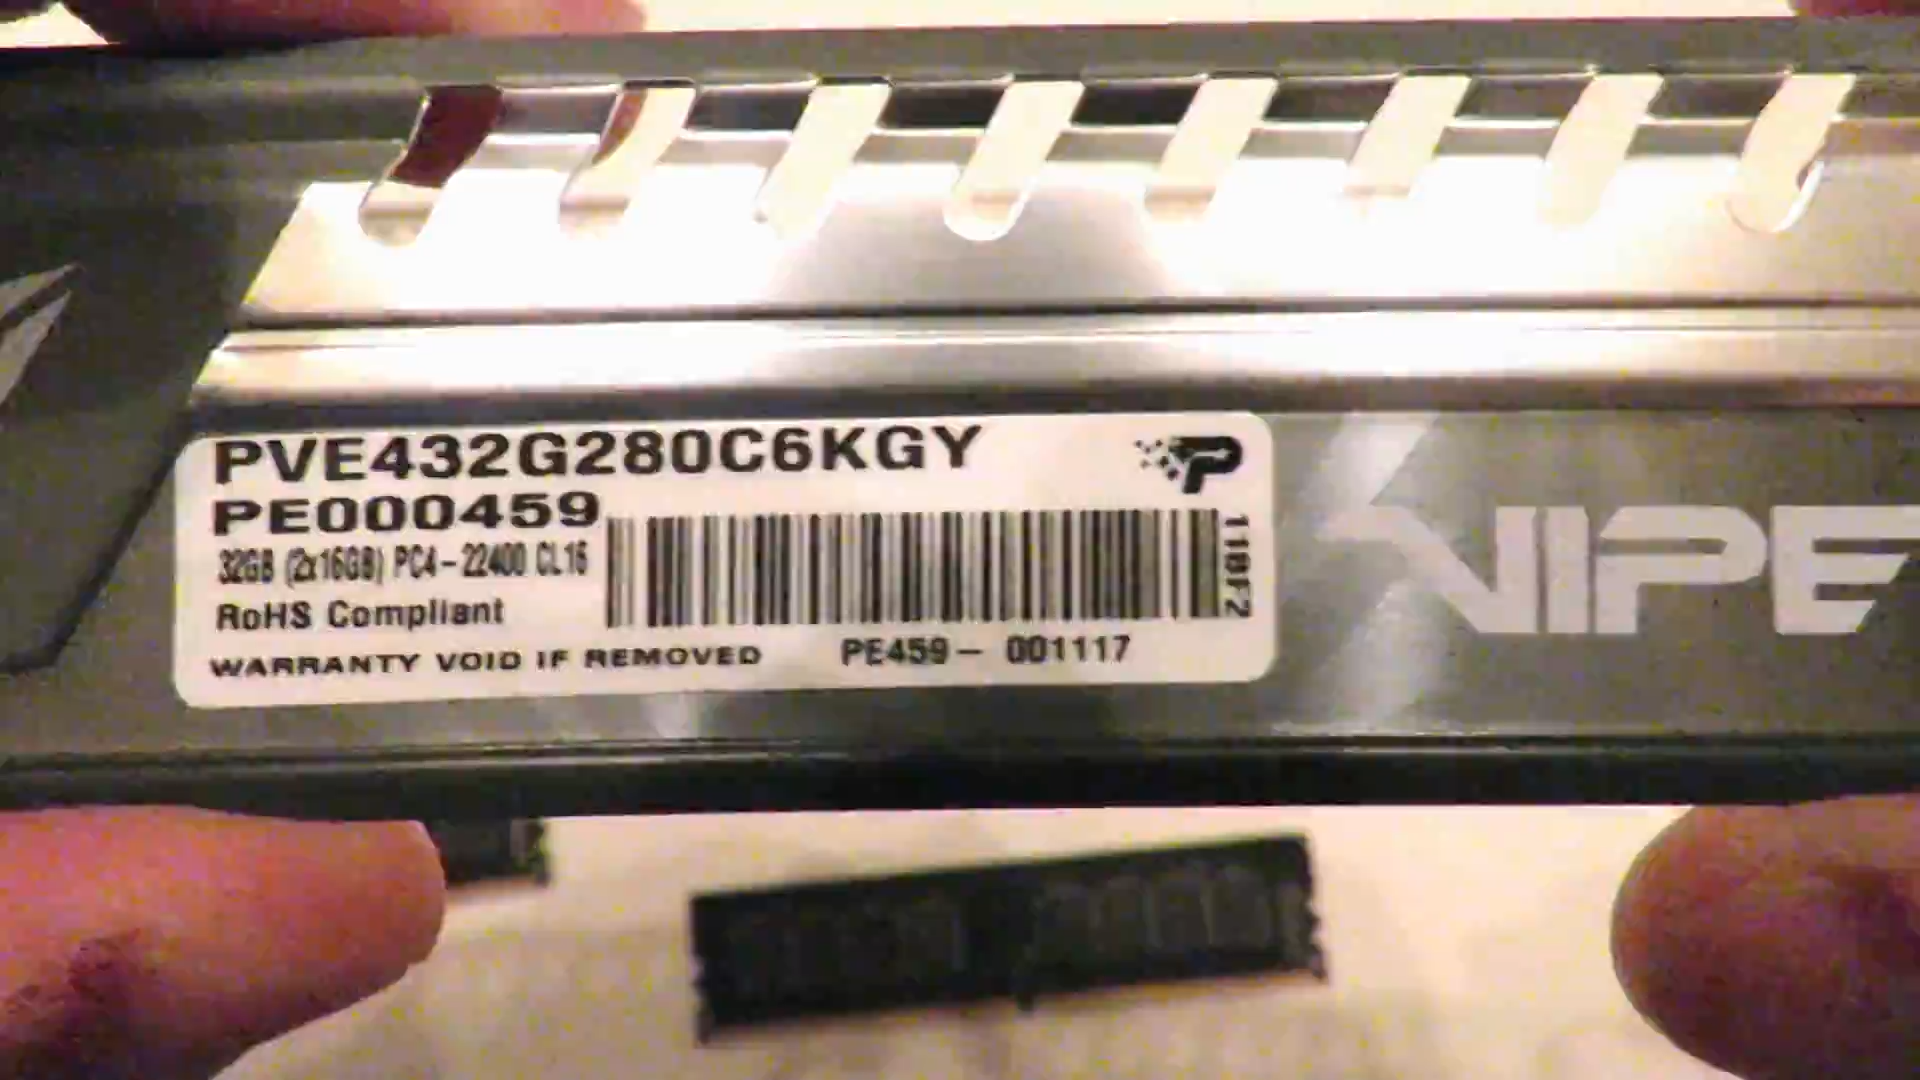 PVE432G280C6KGY
PE000459
32GB (2x16GB) PC4-22400 CL16
RoHS Compliant
WARRANTY VOID IF REMOVED
PE459- 001117
11BF2
VIPE